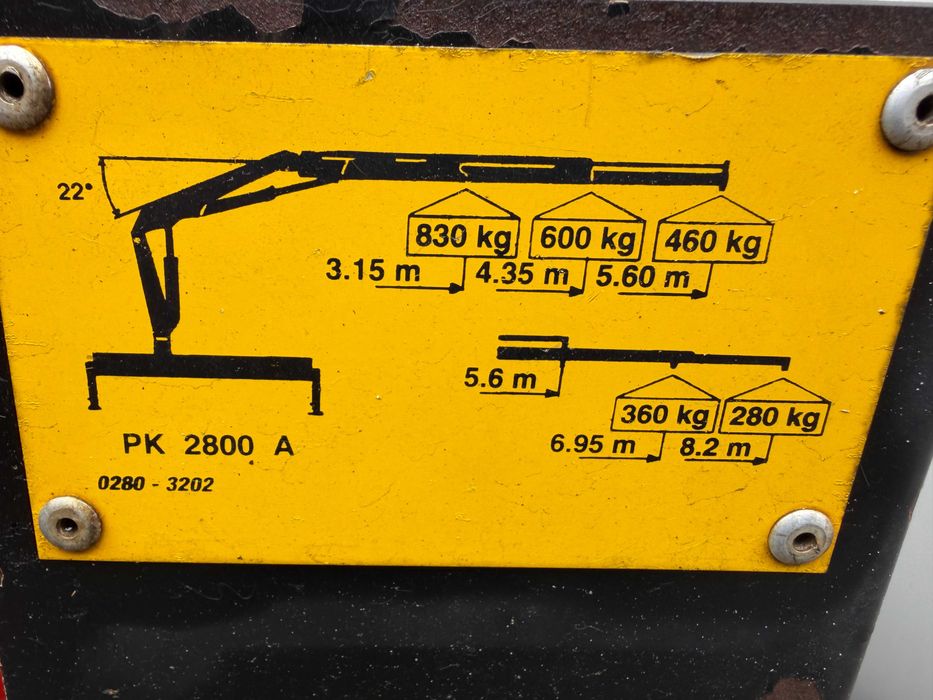 22°
830 kg 600 kg 460 kg
3.15 m 4.35 m 5.60 m
5.6 m
360 kg 280 kg
6.95 m 8.2 m
PK 2800 A
0280 - 3202